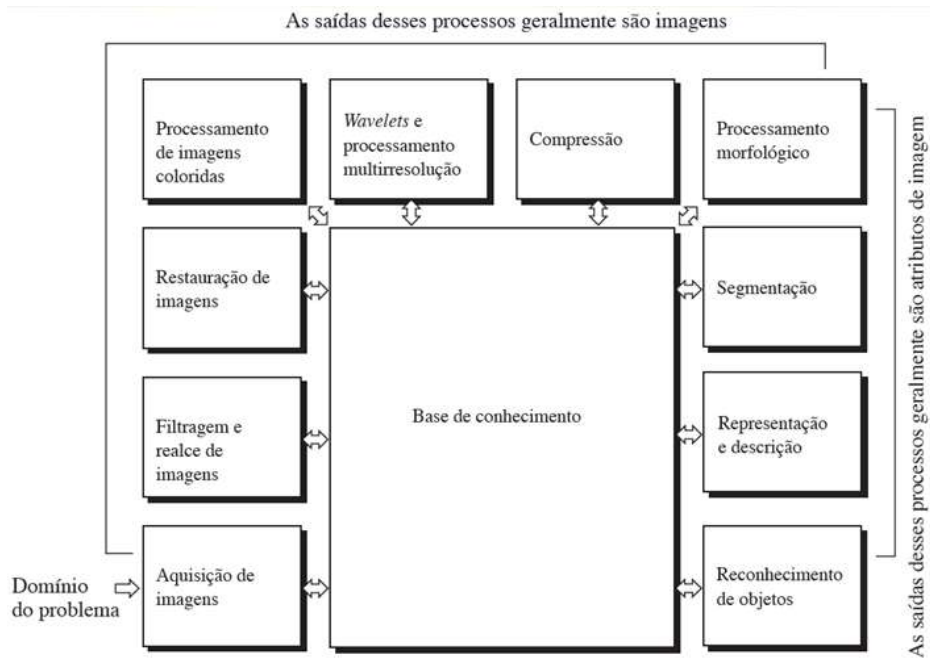 As saídas desses processos geralmente são imagens
Processamento
de imagens
coloridas
Wavelets e
processamento
multirresolução
Compressão
Processamento
morfológico
Restauração de
imagens
Segmentação
Base de conhecimento
Filtragem e
realce de
imagens
Representação
e descrição
Domínio
do problema
Aquisição de
imagens
Reconhecimento
de objetos
As saídas desses processos geralmente são atributos de imagem